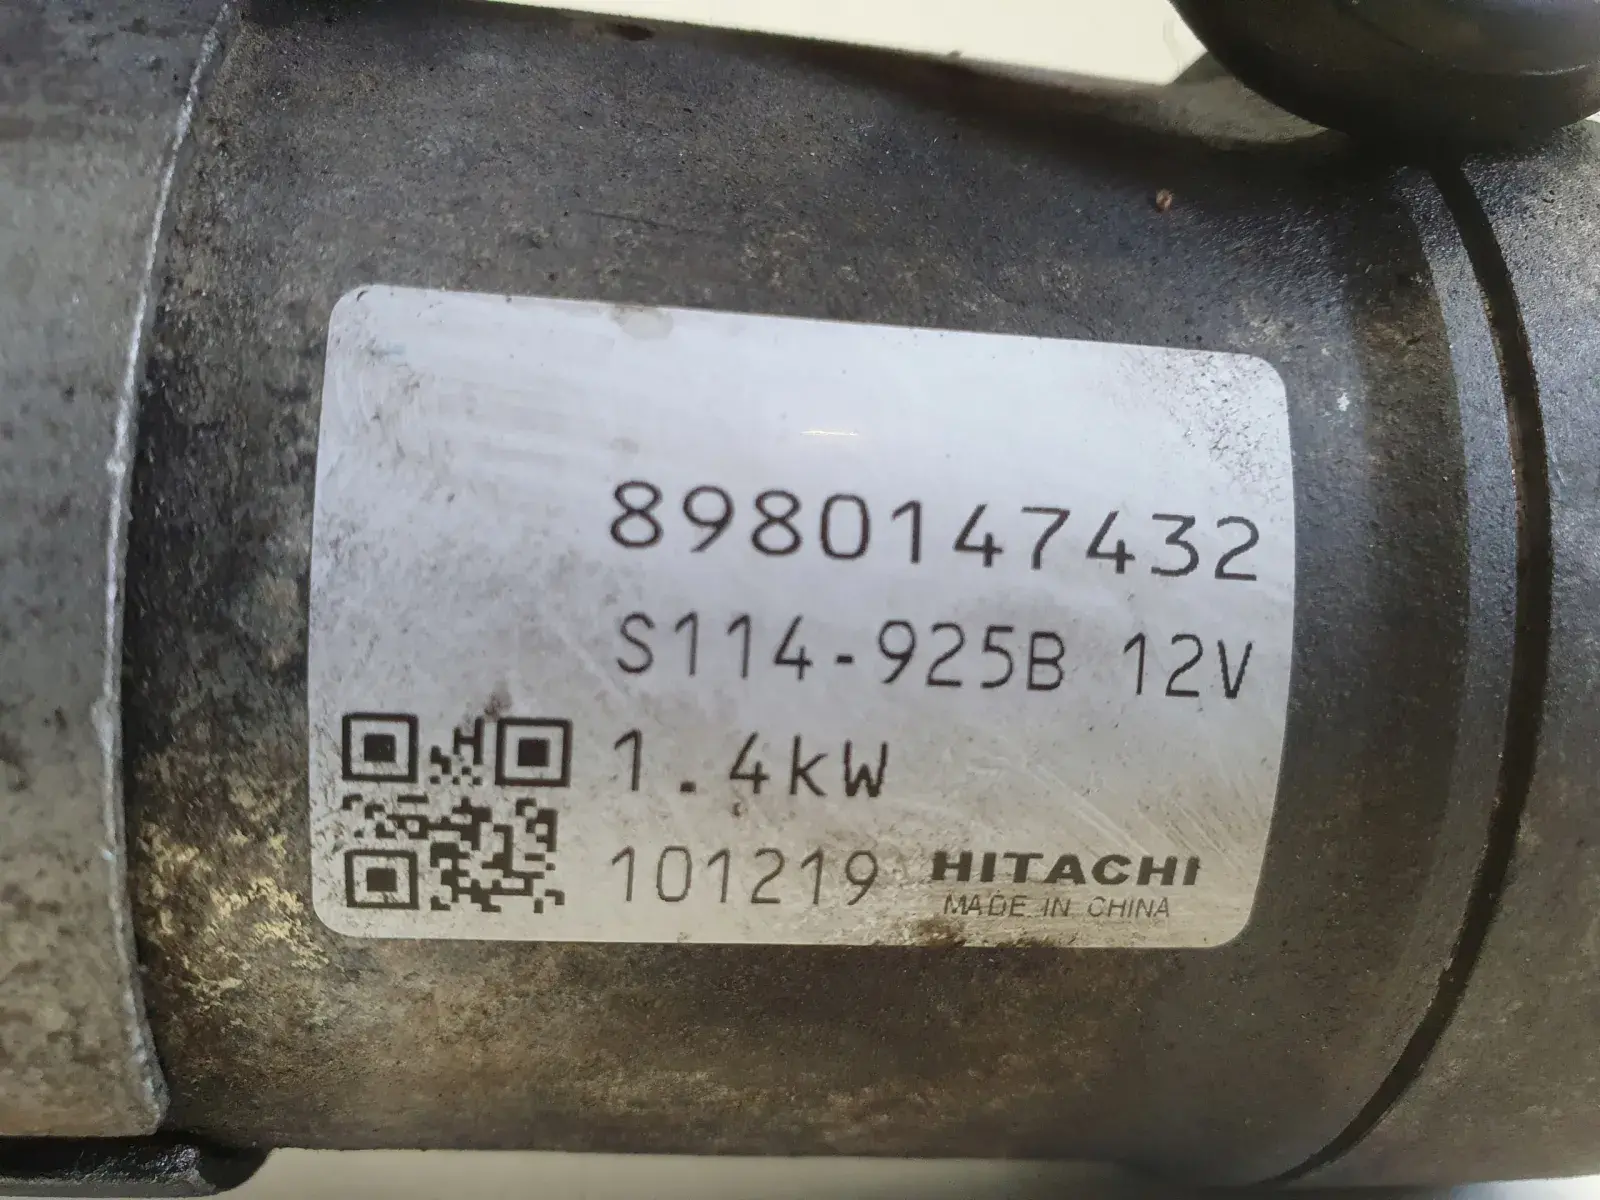 8980147432
S114-925B 12V
1.4kW
101219 HITACHI
MADE IN CHINA